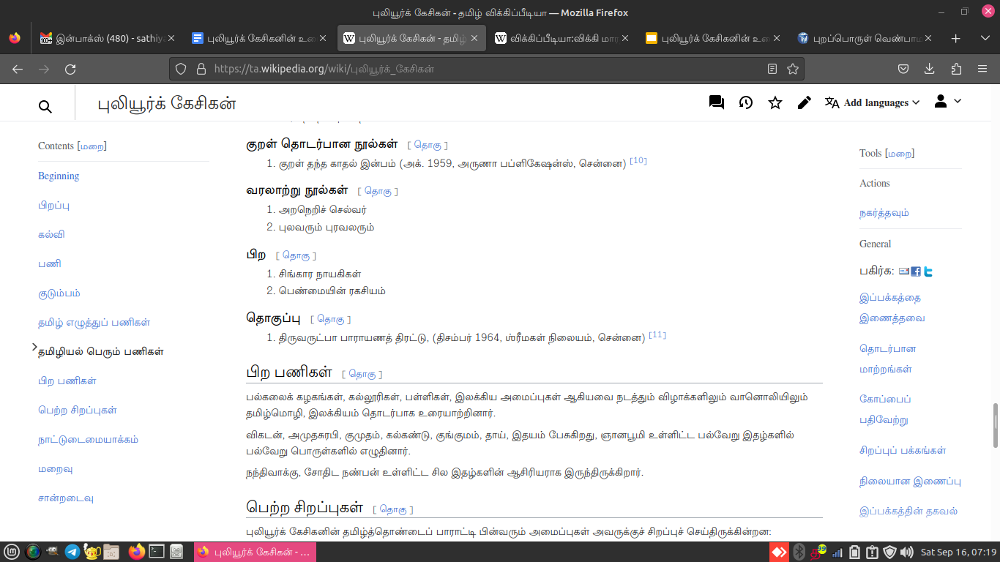 புலியூர்க் கேசிகன் - தமிழ் விக்கிப்பீடியா — Mozilla Firefox
இன்பாக்ஸ் (480) - sathiya
புலியூர்க் கேசிகனின் உரை
புலியூர்க் கேசிகன் - தமிழ்
விக்கிப்பீடியா:விக்கி மார
புலியூர்க் கேசிகனின் உரை
புறப்பொருள் வெண்பாம
https://ta.wikipedia.org/wiki/புலியூர்க்_கேசிகன்
புலியூர்க் கேசிகன்
Add languages
Contents [மறை]
Beginning
பிறப்பு
கல்வி
பணி
குடும்பம்
தமிழ் எழுத்துப் பணிகள்
தமிழியல் பெரும் பணிகள்
பிற பணிகள்
பெற்ற சிறப்புகள்
நாட்டுடைமையாக்கம்
மறைவு
சான்றடைவு
குறள் தொடர்பான நூல்கள் [ தொகு ]
1. குறள் தந்த காதல் இன்பம் (அக். 1959, அருணா பப்ளிகேஷன்ஸ், சென்னை) [10]
வரலாற்று நூல்கள் [ தொகு ]
1. அறநெறிச் செல்வர்
2. புலவரும் புரவலரும்
பிற [ தொகு ]
1. சிங்கார நாயகிகள்
2. பெண்மையின் ரகசியம்
தொகுப்பு [ தொகு ]
1. திருவருட்பா பாராயணத் திரட்டு, (திசம்பர் 1964, ஸ்ரீமகள் நிலையம், சென்னை) [11]
பிற பணிகள் [ தொகு ]
பல்கலைக் கழகங்கள், கல்லூரிகள், பள்ளிகள், இலக்கிய அமைப்புகள் ஆகியவை நடத்தும் விழாக்களிலும் வானொலியிலும்
தமிழ்மொழி, இலக்கியம் தொடர்பாக உரையாற்றினார்.
விகடன், அமுதசுரபி, குமுதம், கல்கண்டு, குங்குமம், தாய், இதயம் பேசுகிறது, ஞானபூமி உள்ளிட்ட பல்வேறு இதழ்களில்
பல்வேறு பொருள்களில் எழுதினார்.
நந்திவாக்கு, சோதிட நண்பன் உள்ளிட்ட சில இதழ்களின் ஆசிரியராக இருந்திருக்கிறார்.
பெற்ற சிறப்புகள் [ தொகு ]
புலியூர்க் கேசிகனின் தமிழ்த்தொண்டைப் பாராட்டி பின்வரும் அமைப்புகள் அவருக்குச் சிறப்புச் செய்திருக்கின்றன:
Tools [மறை]
Actions
நகர்த்தவும்
General
பகிர்க:
இப்பக்கத்தை
இணைத்தவை
தொடர்பான
மாற்றங்கள்
கோப்பைப்
பதிவேற்று
சிறப்புப் பக்கங்கள்
நிலையான இணைப்பு
இப்பக்கத்தின் தகவல்
புலியூர்க் கேசிகன் - ...
99
Sat Sep 16, 07:19